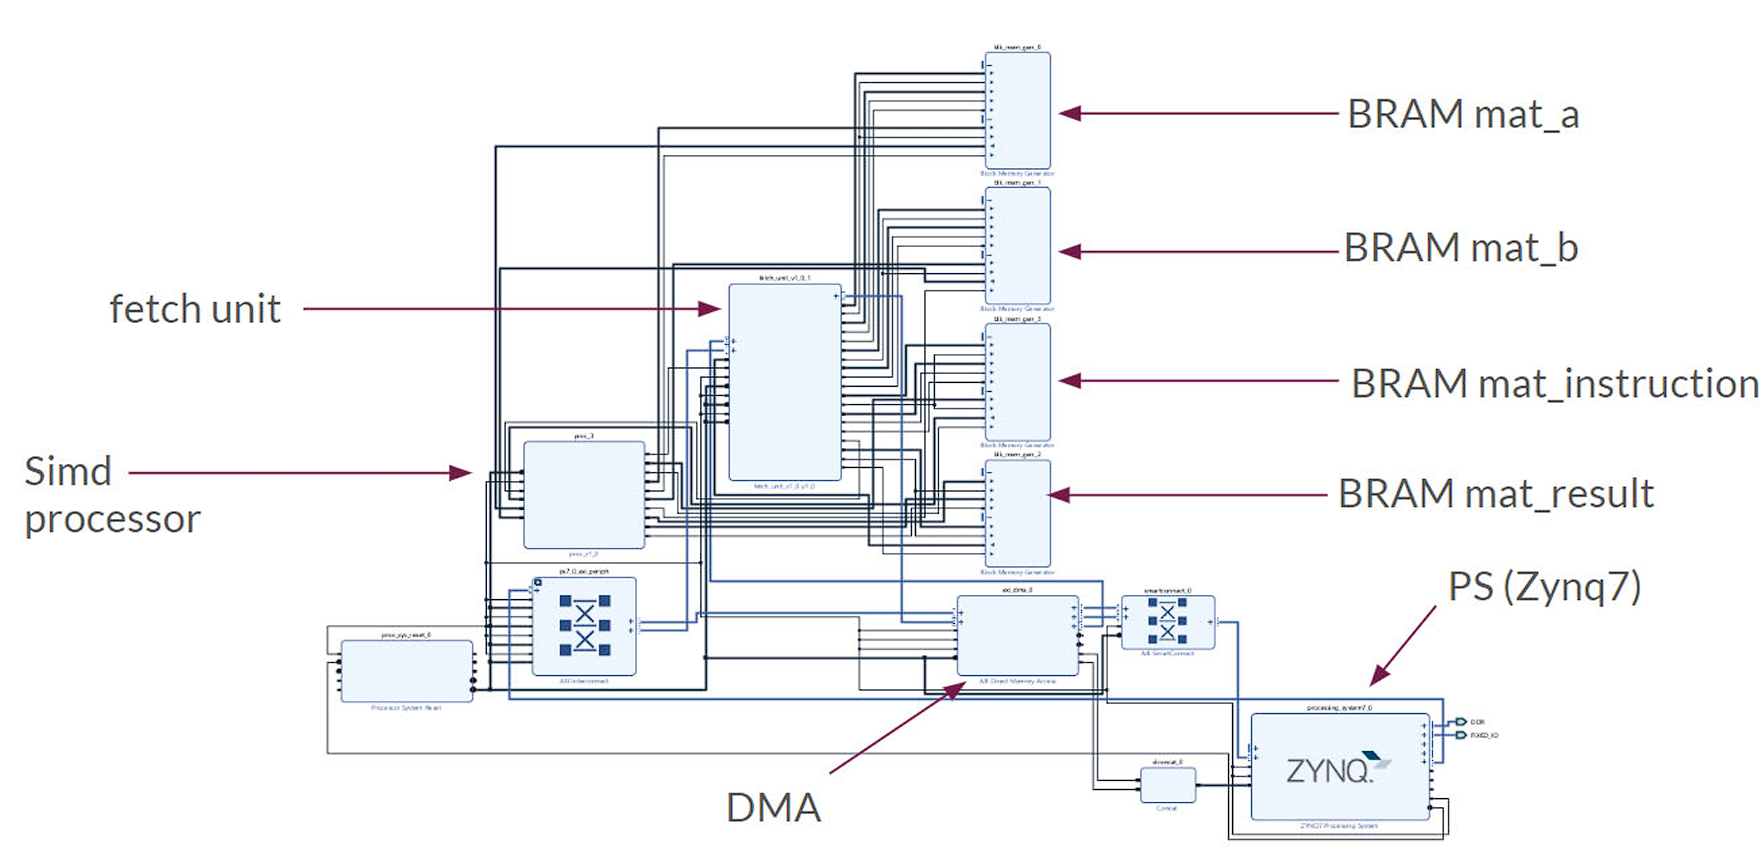 blk_mem_gen_0
BRAM mat_a
Block Memory Generator
blk_mem_gen_1
BRAM mat_b
fetch_unit_v1_0_1
fetch unit
Block Memory Generator
blk_mem_gen_3
BRAM mat_instruction
proc_3
Block Memory Generator
blk_mem_gen_2
Simd
processor
fetch_unit_v1_0_v1_0
BRAM mat_result
proc_v1_0
ps7_0_axi_periph
Block Memory Generator
PS (Zynq7)
axi_dma_0
smartconnect_0
proc_sys_reset_0
AXI Interconnect
AXI Direct Memory Access
AXI SmartConnect
Processor System Reset
processing_system7_0
DDR
FIXED_IO
xlconcat_0
ZYNQ
DMA
Concat
ZYNQ7 Processing System